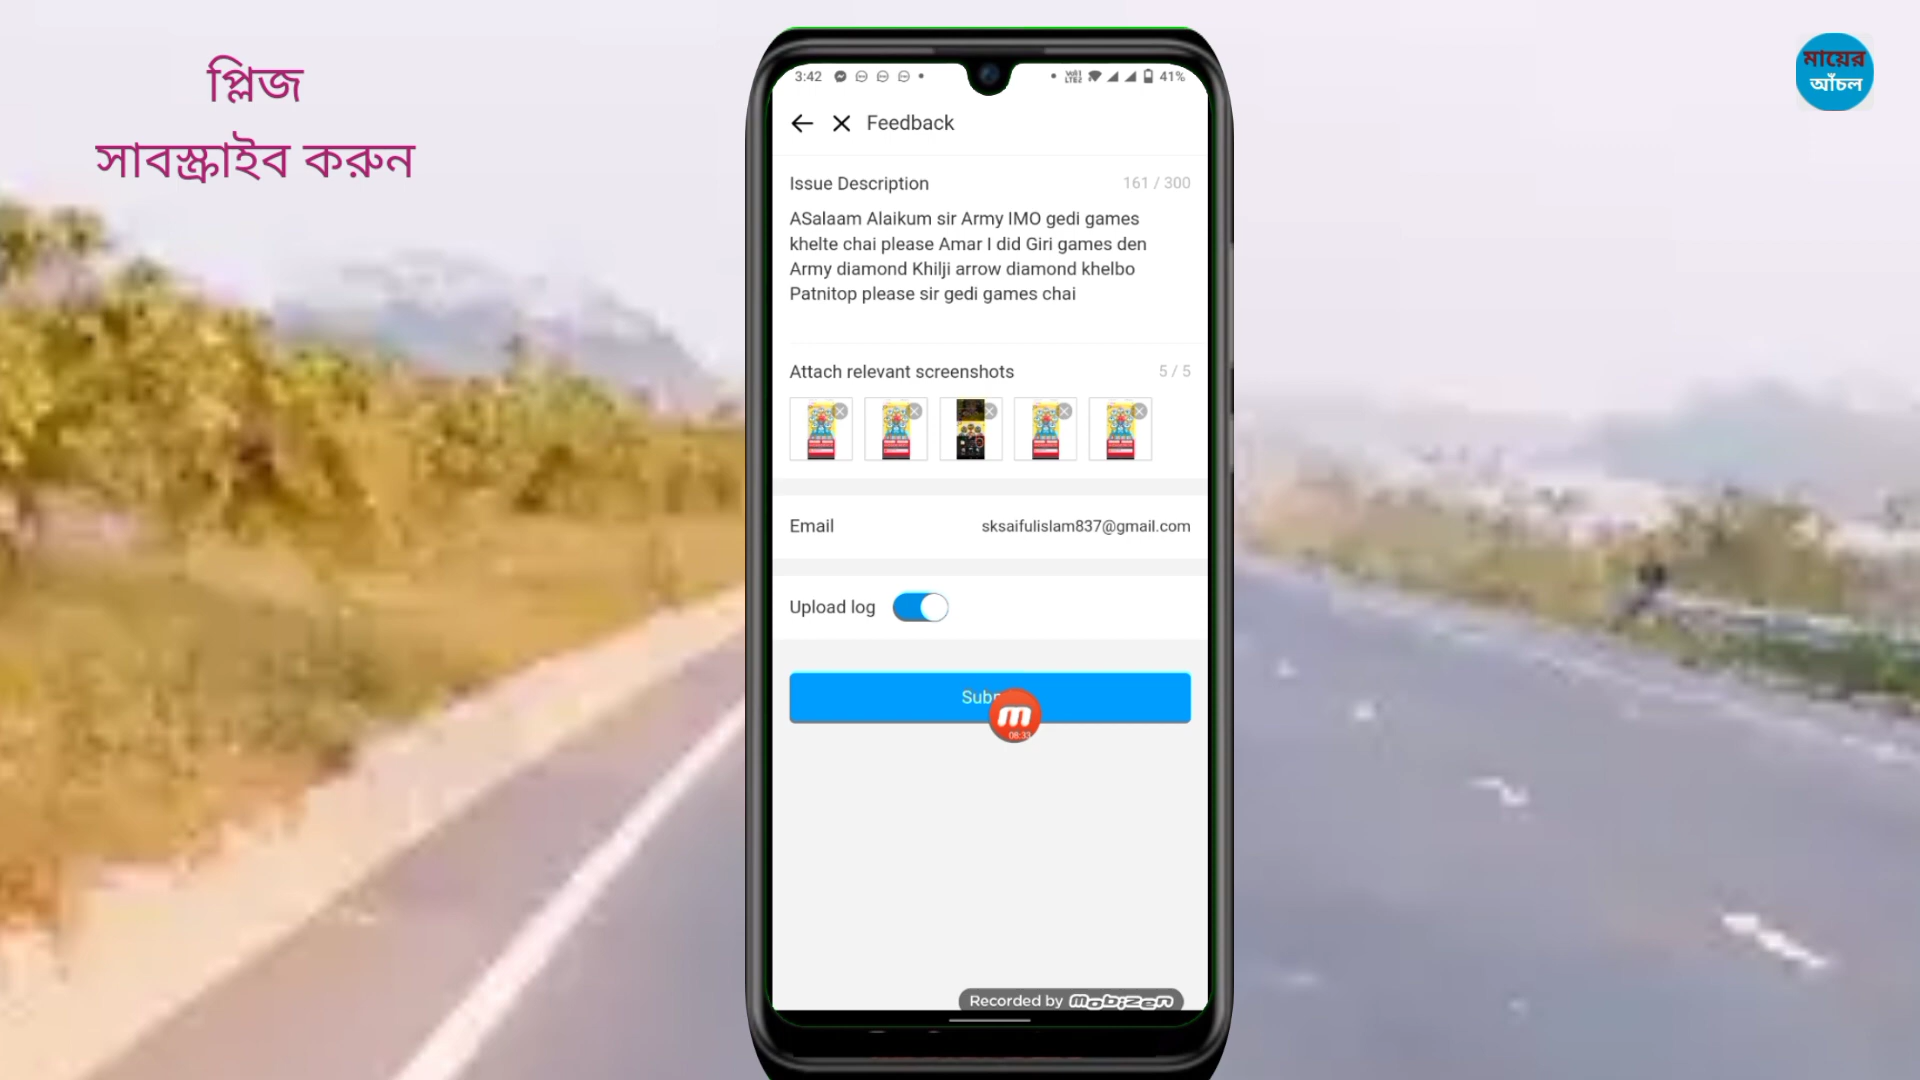 প্লিজ
সাবস্ক্রাইব করুন
মায়ের
আঁচল
3:42
41%
Feedback
Issue Description 161 / 300
ASalaam Alaikum sir Army IMO gedi games
khelte chai please Amar I did Giri games den
Army diamond Khilji arrow diamond khelbo
Patnitop please sir gedi games chai
Attach relevant screenshots 5 / 5
Email sksaifulislam837@gmail.com
Upload log
08:33
Recorded by Mobizen